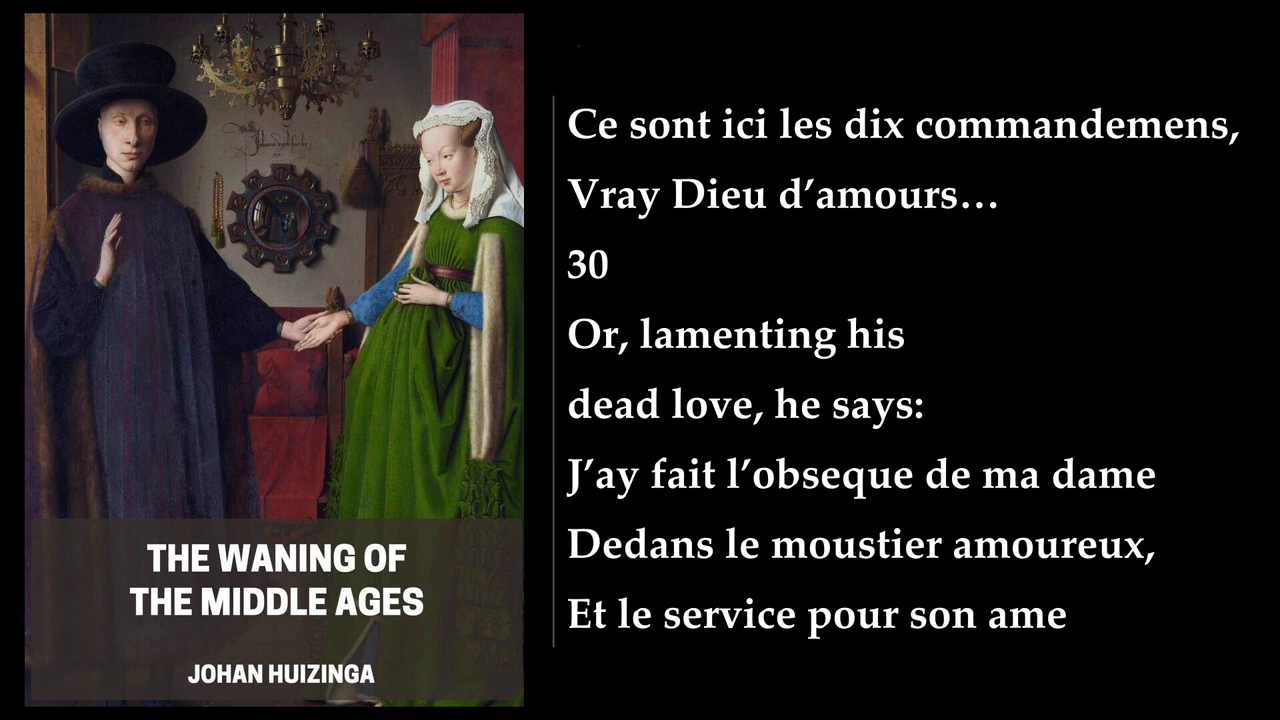 THE WANING OF
THE MIDDLE AGES
JOHAN HUIZINGA
Ce sont ici les dix commandemens,
Vray Dieu d’amours…
30
Or, lamenting his
dead love, he says:
J’ay fait l’obseque de ma dame
Dedans le moustier amoureux,
Et le service pour son ame